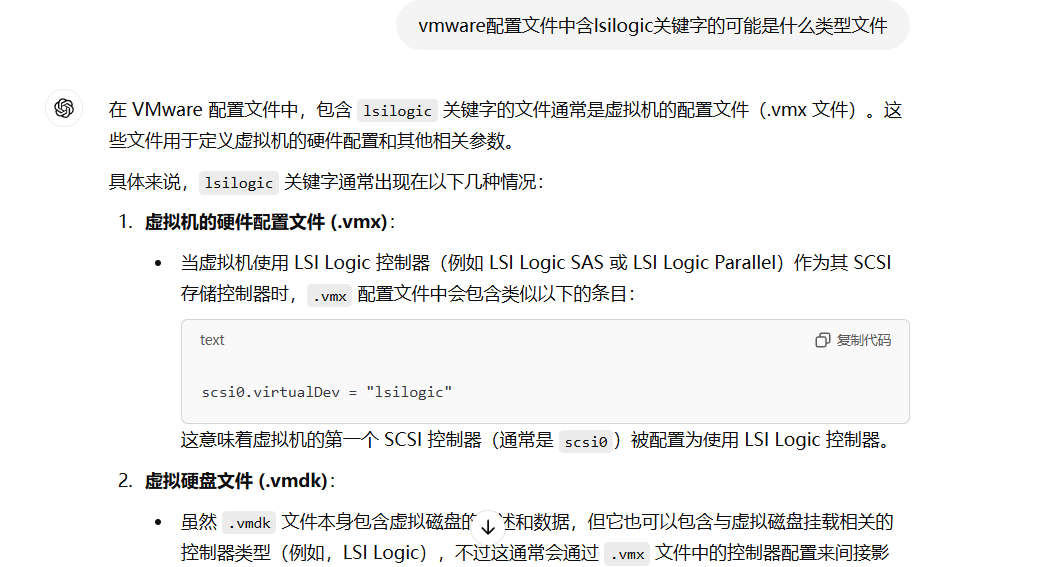 vmware配置文件中含lsilogic关键字的可能是什么类型文件
在 VMware 配置文件中，包含 lsilogic 关键字的文件通常是虚拟机的配置文件（.vmx 文件）。这
些文件用于定义虚拟机的硬件配置和其他相关参数。
具体来说，lsilogic 关键字通常出现在以下几种情况：
1. 虚拟机的硬件配置文件 (.vmx)：
• 当虚拟机使用 LSI Logic 控制器（例如 LSI Logic SAS 或 LSI Logic Parallel）作为其 SCSI
存储控制器时，.vmx 配置文件中会包含类似以下的条目：
text 复制代码
scsi0.virtualDev = "lsilogic"
这意味着虚拟机的第一个 SCSI 控制器（通常是 scsi0）被配置为使用 LSI Logic 控制器。
2. 虚拟硬盘文件 (.vmdk)：
• 虽然 .vmdk 文件本身包含虚拟磁盘的述和数据，但它也可以包含与虚拟磁盘挂载相关的
控制器类型（例如，LSI Logic），不过这通常会通过 .vmx 文件中的控制器配置来间接影